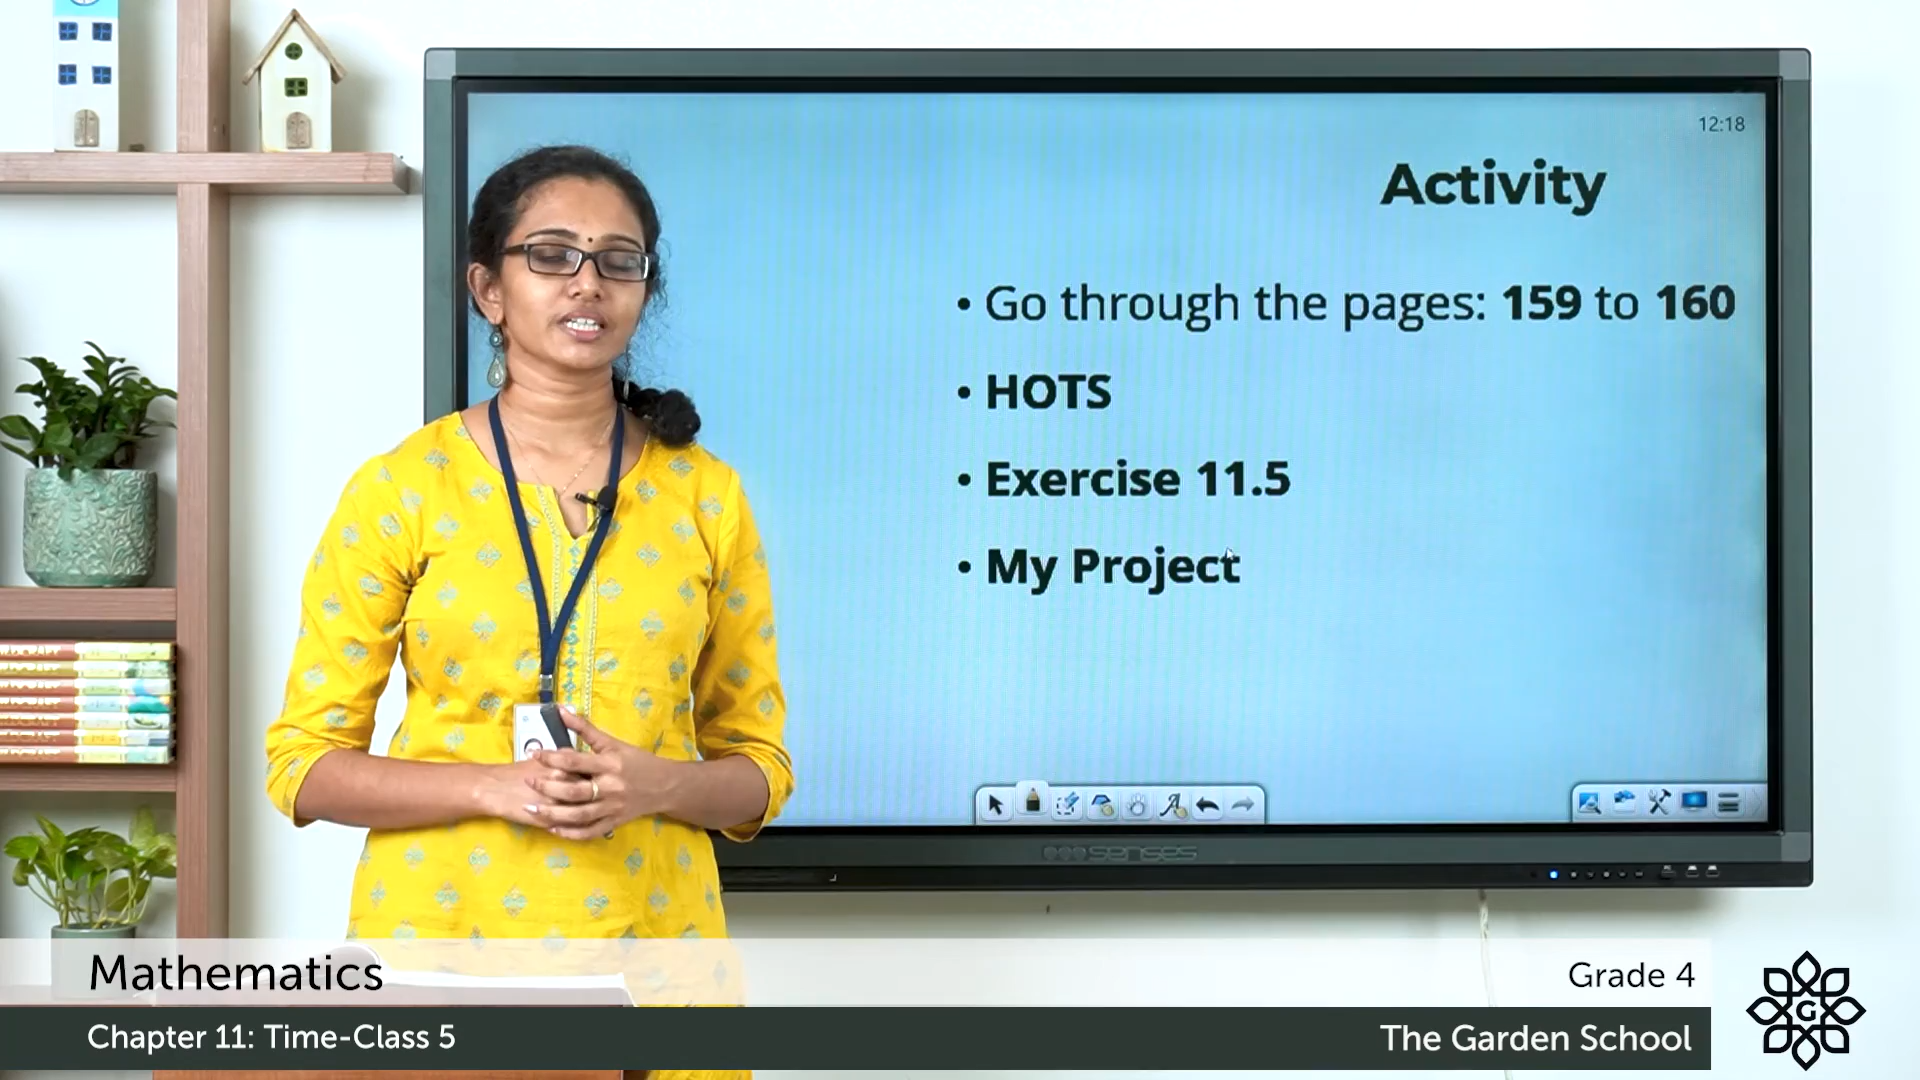 12:18
Activity
• Go through the pages: 159 to 160
• HOTS
• Exercise 11.5
• My Project
senses
Mathematics
Grade 4
Chapter 11: Time-Class 5
The Garden School
G